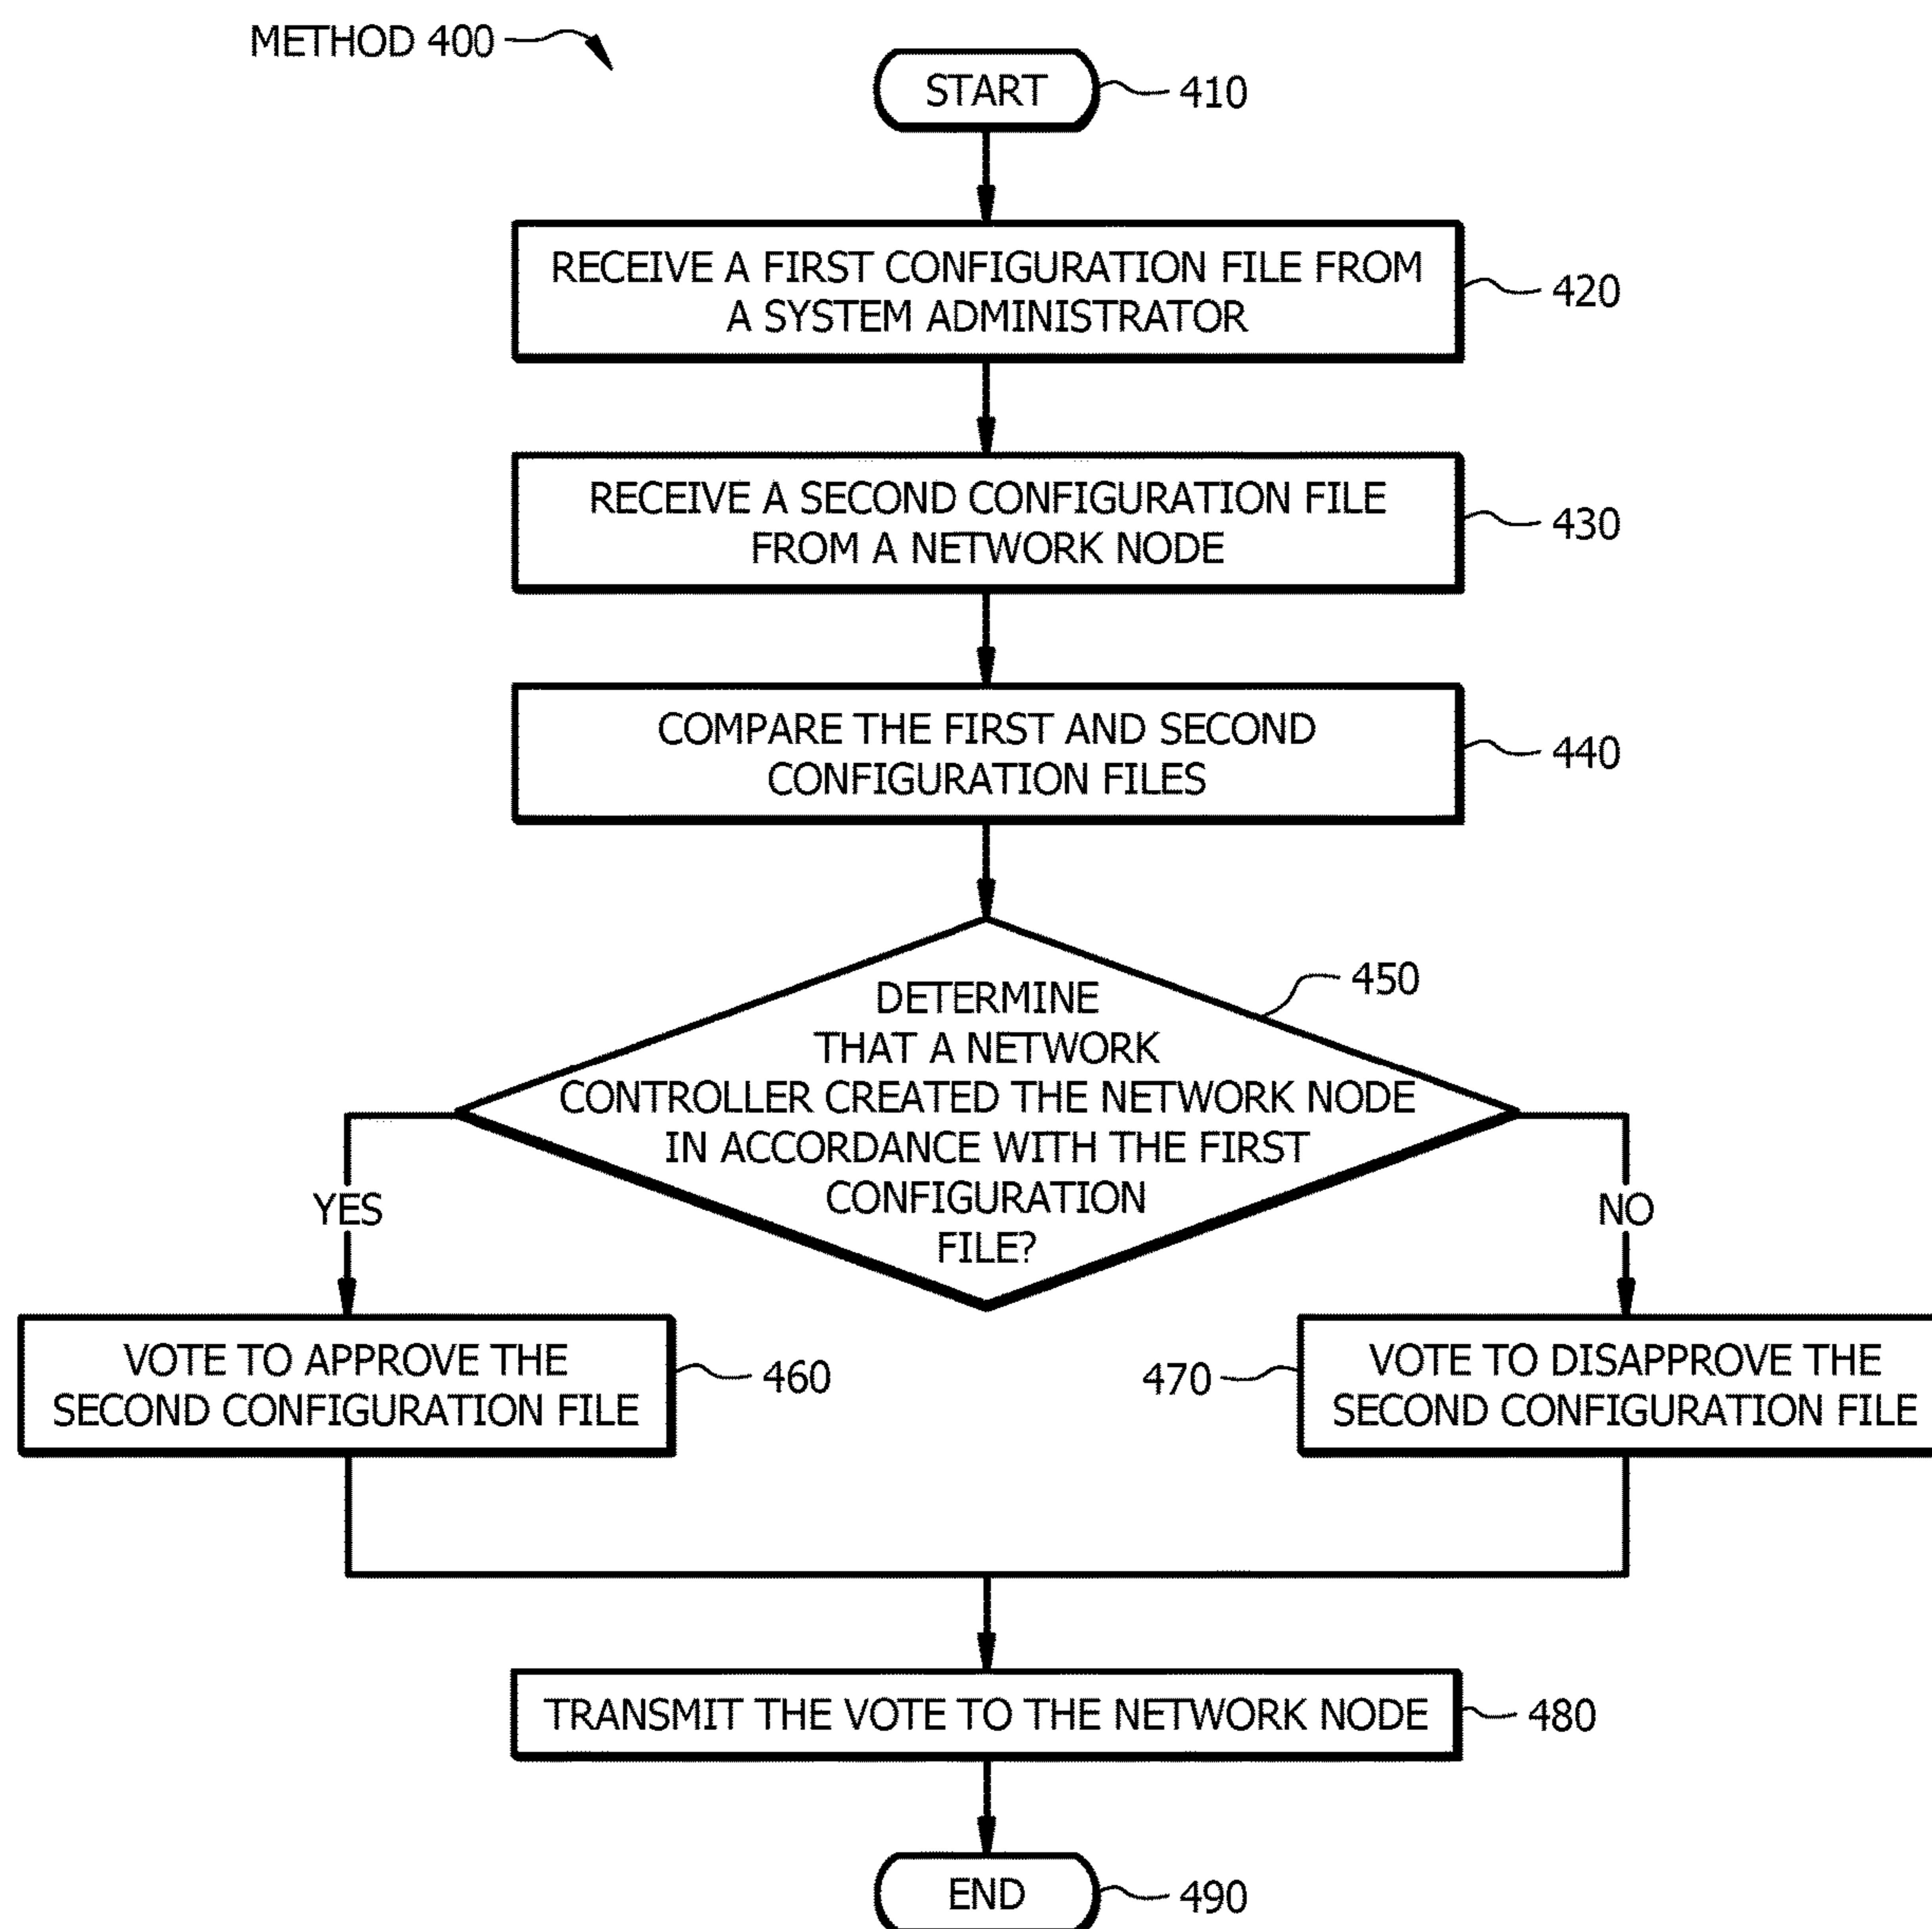 METHOD 400
START
410
RECEIVE A FIRST CONFIGURATION FILE FROM
A SYSTEM ADMINISTRATOR
420
RECEIVE A SECOND CONFIGURATION FILE
FROM A NETWORK NODE
430
COMPARE THE FIRST AND SECOND
CONFIGURATION FILES
440
DETERMINE
THAT A NETWORK
CONTROLLER CREATED THE NETWORK NODE
IN ACCORDANCE WITH THE FIRST
CONFIGURATION
FILE?
450
YES
NO
VOTE TO APPROVE THE
SECOND CONFIGURATION FILE
460
470
VOTE TO DISAPPROVE THE
SECOND CONFIGURATION FILE
TRANSMIT THE VOTE TO THE NETWORK NODE
480
END
490